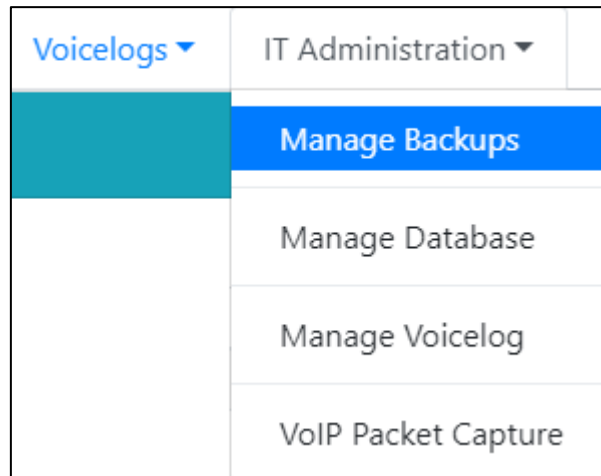 Voicelogs IT Administration
Manage Backups
Manage Database
Manage Voicelog
VoIP Packet Capture